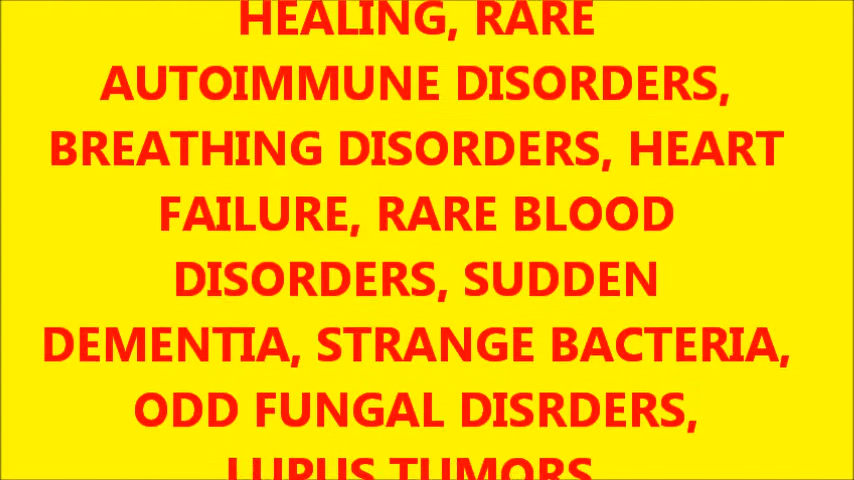 HEALING, RARE
AUTOIMMUNE DISORDERS,
BREATHING DISORDERS, HEART
FAILURE, RARE BLOOD
DISORDERS, SUDDEN
DEMENTIA, STRANGE BACTERIA,
ODD FUNGAL DISRDERS,
LUPUS TUMORS